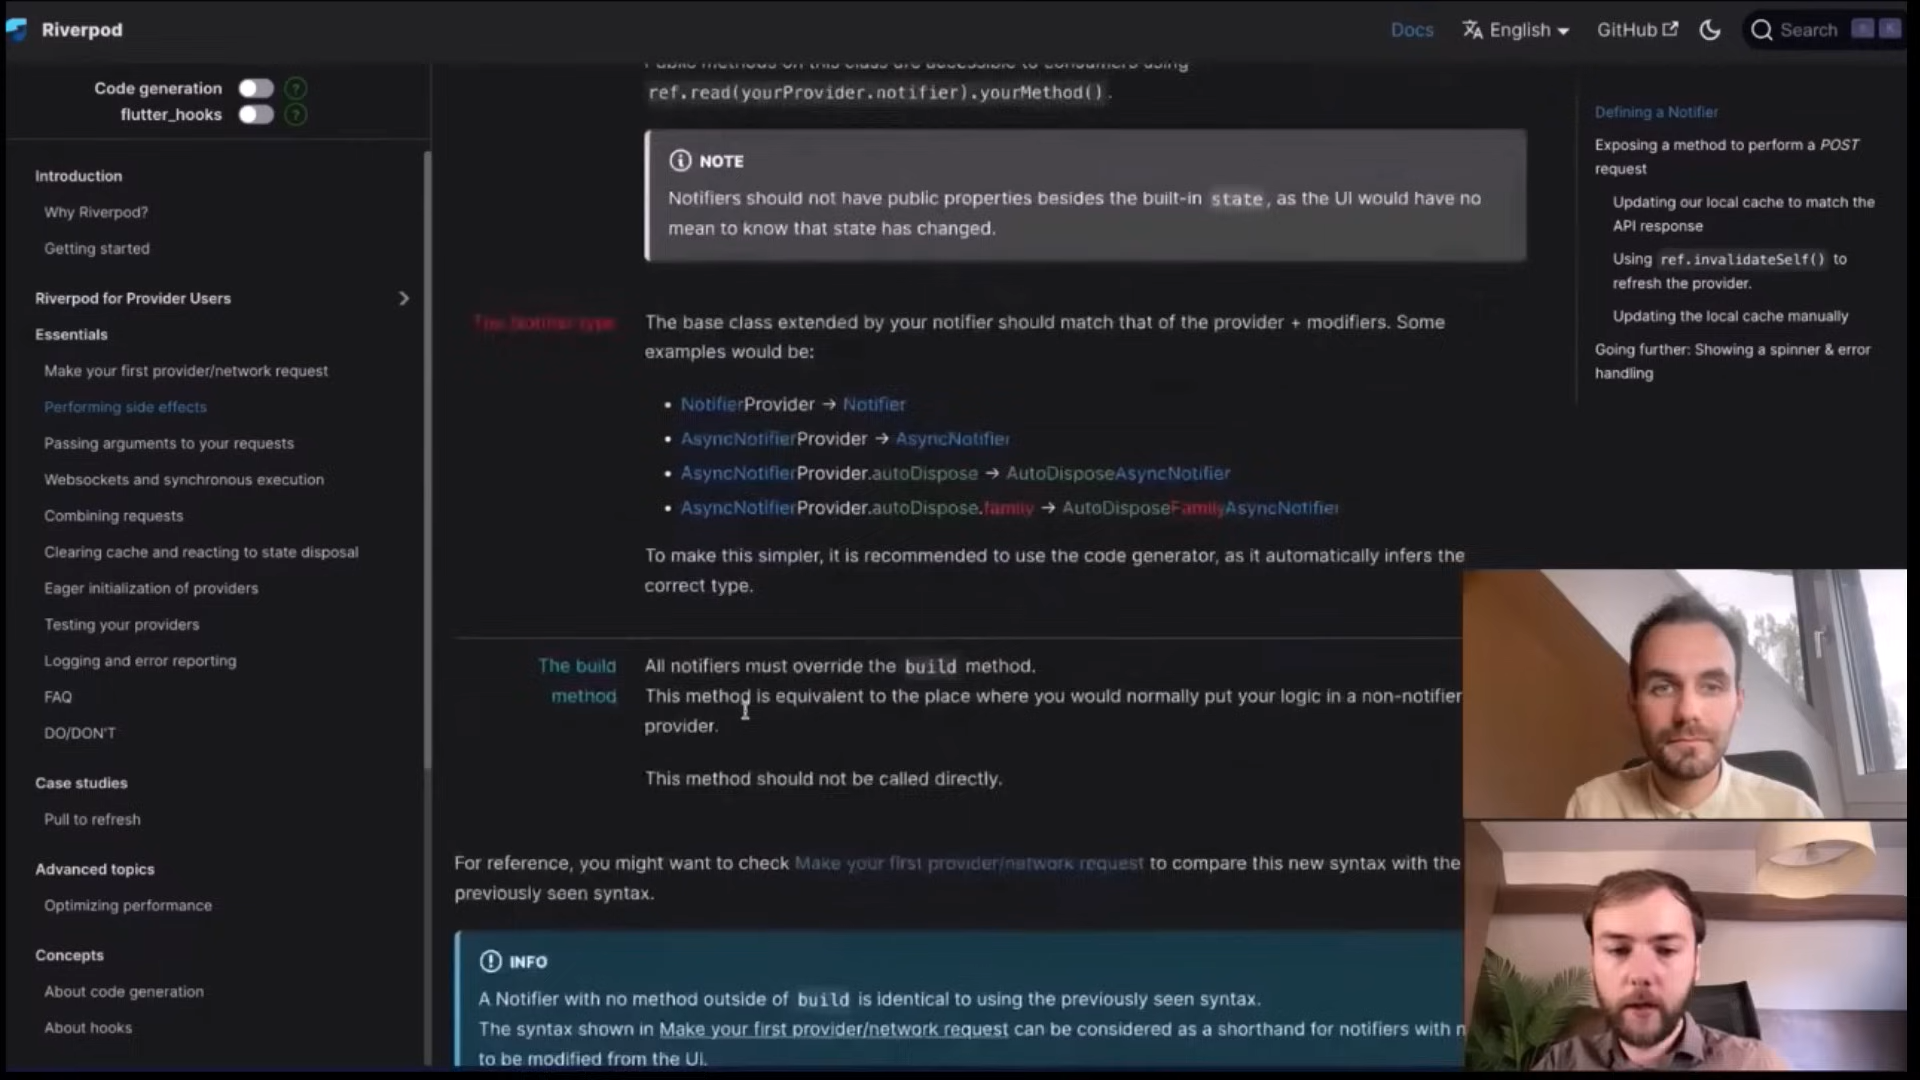 Riverpod
Docs
English
GitHub
Search
K
Code generation
?
flutter_hooks
?
Introduction
Why Riverpod?
Getting started
Riverpod for Provider Users
Essentials
Make your first provider/network request
Performing side effects
Passing arguments to your requests
Websockets and synchronous execution
Combining requests
Clearing cache and reacting to state disposal
Eager initialization of providers
Testing your providers
Logging and error reporting
FAQ
DO/DON'T
Case studies
Pull to refresh
Advanced topics
Optimizing performance
Concepts
About code generation
About hooks
Public methods on this class are accessible to consumers using
ref.read(yourProvider.notifier).yourMethod().
NOTE
Notifiers should not have public properties besides the built-in state, as the UI would have no
mean to know that state has changed.
The Notifier type
The base class extended by your notifier should match that of the provider + modifiers. Some
examples would be:
• NotifierProvider → Notifier
• AsyncNotifierProvider → AsyncNotifier
• AsyncNotifierProvider.autoDispose → AutoDisposeAsyncNotifier
• AsyncNotifierProvider.autoDispose.family → AutoDisposeFamilyAsyncNotifier
To make this simpler, it is recommended to use the code generator, as it automatically infers the
correct type.
The build
method
All notifiers must override the build method.
This method is equivalent to the place where you would normally put your logic in a non-notifier
provider.
This method should not be called directly.
For reference, you might want to check Make your first provider/network request to compare this new syntax with the
previously seen syntax.
INFO
A Notifier with no method outside of build is identical to using the previously seen syntax.
The syntax shown in Make your first provider/network request can be considered as a shorthand for notifiers with
to be modified from the UI.
Defining a Notifier
Exposing a method to perform a POST
request
Updating our local cache to match the
API response
Using ref.invalidateSelf() to
refresh the provider.
Updating the local cache manually
Going further: Showing a spinner & error
handling